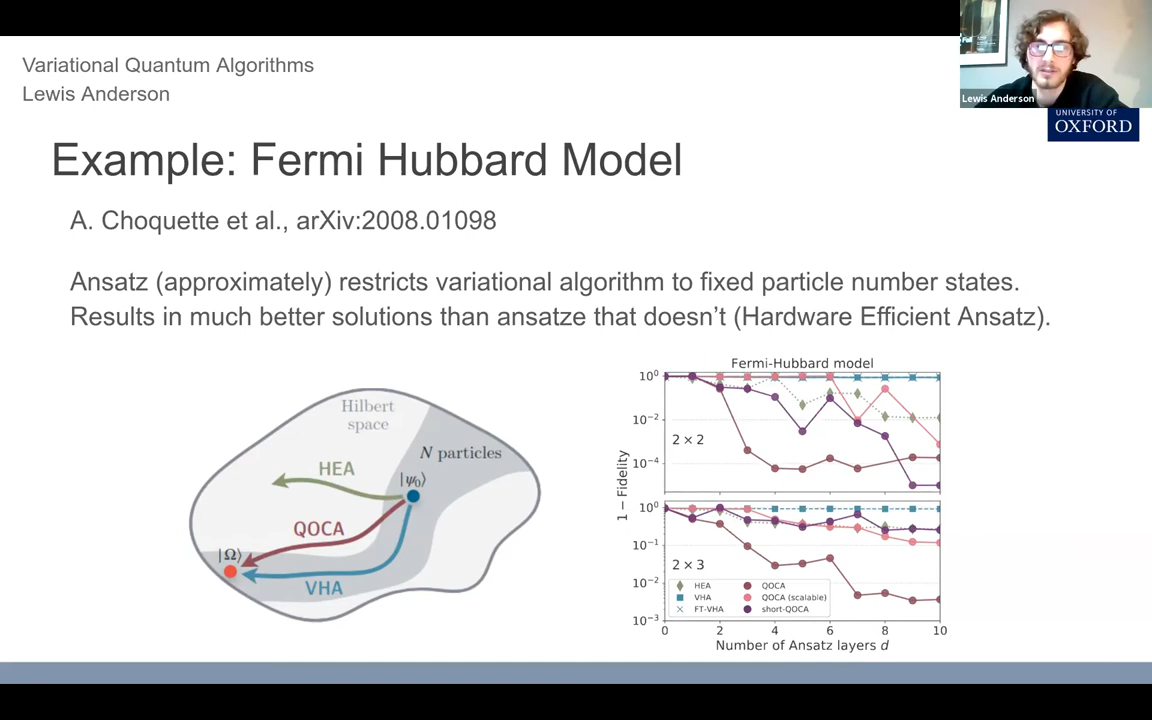 Variational Quantum Algorithms
Lewis Anderson
Lewis Anderson
UNIVERSITY OF
OXFORD
Example: Fermi Hubbard Model
A. Choquette et al., arXiv:2008.01098
Ansatz (approximately) restricts variational algorithm to fixed particle number states.
Results in much better solutions than ansatze that doesn't (Hardware Efficient Ansatz).
Hilbert
space
N particles
HEA
|ψ₀⟩
QOCA
|Ω⟩
VHA
Fermi-Hubbard model
10⁰
10⁻²
2 × 2
10⁻⁴
1 − Fidelity
10⁰
10⁻¹
2 × 3
10⁻²
HEA
QOCA
VHA
QOCA (scalable)
FT-VHA
short-QOCA
10⁻³
0 2 4 6 8 10
Number of Ansatz layers d